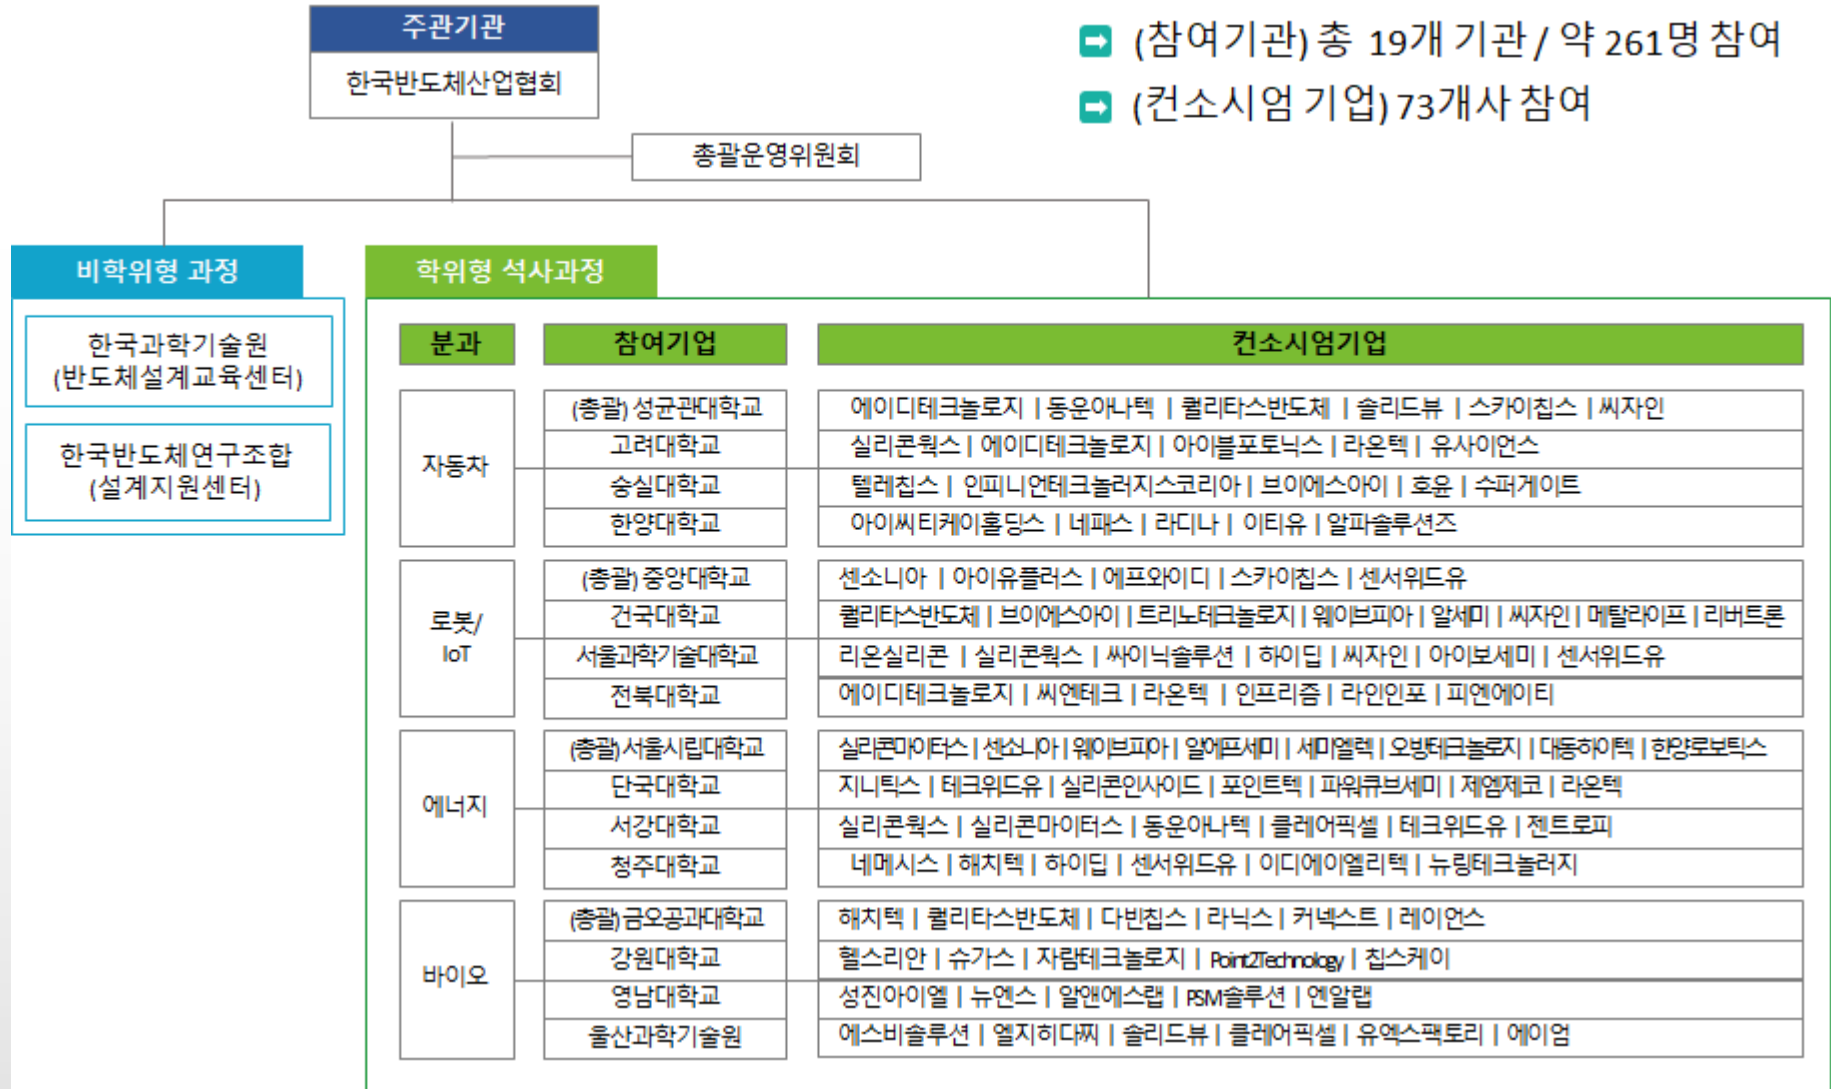 주관기관
한국반도체산업협회
(참여기관) 총 19개 기관 / 약 261명 참여
(컨소시엄 기업) 73개사 참여
총괄운영위원회
비학위형 과정
한국과학기술원
(반도체설계교육센터)
한국반도체연구조합
(설계지원센터)
학위형 석사과정
분과 참여기업 컨소시엄기업
자동차
(총괄) 성균관대학교 에이디테크놀로지 | 동운아나텍 | 퀄리타스반도체 | 솔리드뷰 | 스카이칩스 | 씨자인
고려대학교 실리콘웍스 | 에이디테크놀로지 | 아이블포토닉스 | 라온텍 | 유사이언스
숭실대학교 텔레칩스 | 인피니언테크놀러지스코리아 | 브이에스아이 | 호윤 | 수퍼게이트
한양대학교 아이씨티케이홀딩스 | 네패스 | 라디나 | 이티유 | 알파솔루션즈
로봇/
IoT
(총괄) 중앙대학교 센소니아 | 아이유플러스 | 에프와이디 | 스카이칩스 | 센서위드유
건국대학교 퀄리타스반도체 | 브이에스아이 | 트리노테크놀로지 | 웨이브피아 | 알세미 | 씨자인 | 메탈라이프 | 리버트론
서울과학기술대학교 리온실리콘 | 실리콘웍스 | 싸이닉솔루션 | 하이딥 | 씨자인 | 아이보세미 | 센서위드유
전북대학교 에이디테크놀로지 | 씨엔테크 | 라온텍 | 인프리즘 | 라인인포 | 피엔에이티
에너지
(총괄) 서울시립대학교 실리콘마이터스 | 센소니아 | 웨이브피아 | 알에프세미 | 세미엘렉 | 오방테크놀로지 | 대동하이텍 | 한양로보틱스
단국대학교 지니틱스 | 테크위드유 | 실리콘인사이드 | 포인트텍 | 파워큐브세미 | 제엠제코 | 라온텍
서강대학교 실리콘웍스 | 실리콘마이터스 | 동운아나텍 | 클레어픽셀 | 테크위드유 | 젠트로피
청주대학교 네메시스 | 해치텍 | 하이딥 | 센서위드유 | 이디에이엘리텍 | 뉴링테크놀러지
바이오
(총괄) 금오공과대학교 해치텍 | 퀄리타스반도체 | 다빈칩스 | 라닉스 | 커넥스트 | 레이언스
강원대학교 헬스리안 | 슈가스 | 자람테크놀로지 | Point2Technology | 칩스케이
영남대학교 성진아이엘 | 뉴엔스 | 알앤에스랩 | PSM솔루션 | 엔알랩
울산과학기술원 에스비솔루션 | 엘지히다찌 | 솔리드뷰 | 클레어픽셀 | 유엑스팩토리 | 에이엄